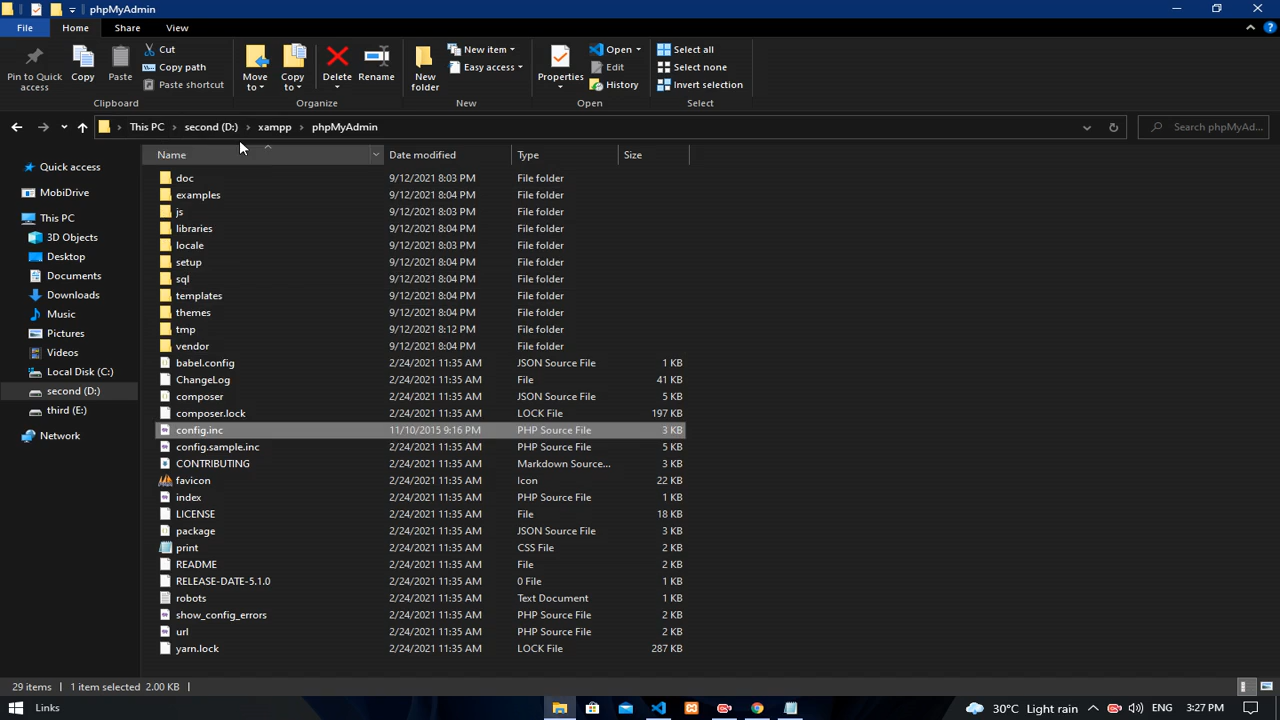 phpMyAdmin
File Home Share View
Pin to Quick access
Copy
Paste
Cut
Copy path
Paste shortcut
Move to
Copy to
Delete
Rename
New folder
New item
Easy access
Properties
Open
Edit
History
Select all
Select none
Invert selection
Clipboard Organize New Open Select
This PC second (D:) xampp phpMyAdmin Search phpMyAd...
Name Date modified Type Size
Quick access
MobiDrive
This PC
3D Objects
Desktop
Documents
Downloads
Music
Pictures
Videos
Local Disk (C:)
second (D:)
third (E:)
Network
doc 9/12/2021 8:03 PM File folder
examples 9/12/2021 8:04 PM File folder
js 9/12/2021 8:03 PM File folder
libraries 9/12/2021 8:04 PM File folder
locale 9/12/2021 8:03 PM File folder
setup 9/12/2021 8:04 PM File folder
sql 9/12/2021 8:04 PM File folder
templates 9/12/2021 8:04 PM File folder
themes 9/12/2021 8:04 PM File folder
tmp 9/12/2021 8:12 PM File folder
vendor 9/12/2021 8:04 PM File folder
babel.config 2/24/2021 11:35 AM JSON Source File 1 KB
ChangeLog 2/24/2021 11:35 AM File 41 KB
composer 2/24/2021 11:35 AM JSON Source File 5 KB
composer.lock 2/24/2021 11:35 AM LOCK File 197 KB
config.inc 11/10/2015 9:16 PM PHP Source File 3 KB
config.sample.inc 2/24/2021 11:35 AM PHP Source File 5 KB
CONTRIBUTING 2/24/2021 11:35 AM Markdown Source... 3 KB
favicon 2/24/2021 11:35 AM Icon 22 KB
index 2/24/2021 11:35 AM PHP Source File 1 KB
LICENSE 2/24/2021 11:35 AM File 18 KB
package 2/24/2021 11:35 AM JSON Source File 3 KB
print 2/24/2021 11:35 AM CSS File 2 KB
README 2/24/2021 11:35 AM File 2 KB
RELEASE-DATE-5.1.0 2/24/2021 11:35 AM 0 File 1 KB
robots 2/24/2021 11:35 AM Text Document 1 KB
show_config_errors 2/24/2021 11:35 AM PHP Source File 2 KB
url 2/24/2021 11:35 AM PHP Source File 2 KB
yarn.lock 2/24/2021 11:35 AM LOCK File 287 KB
29 items 1 item selected 2.00 KB
Links 30°C Light rain ENG 3:27 PM